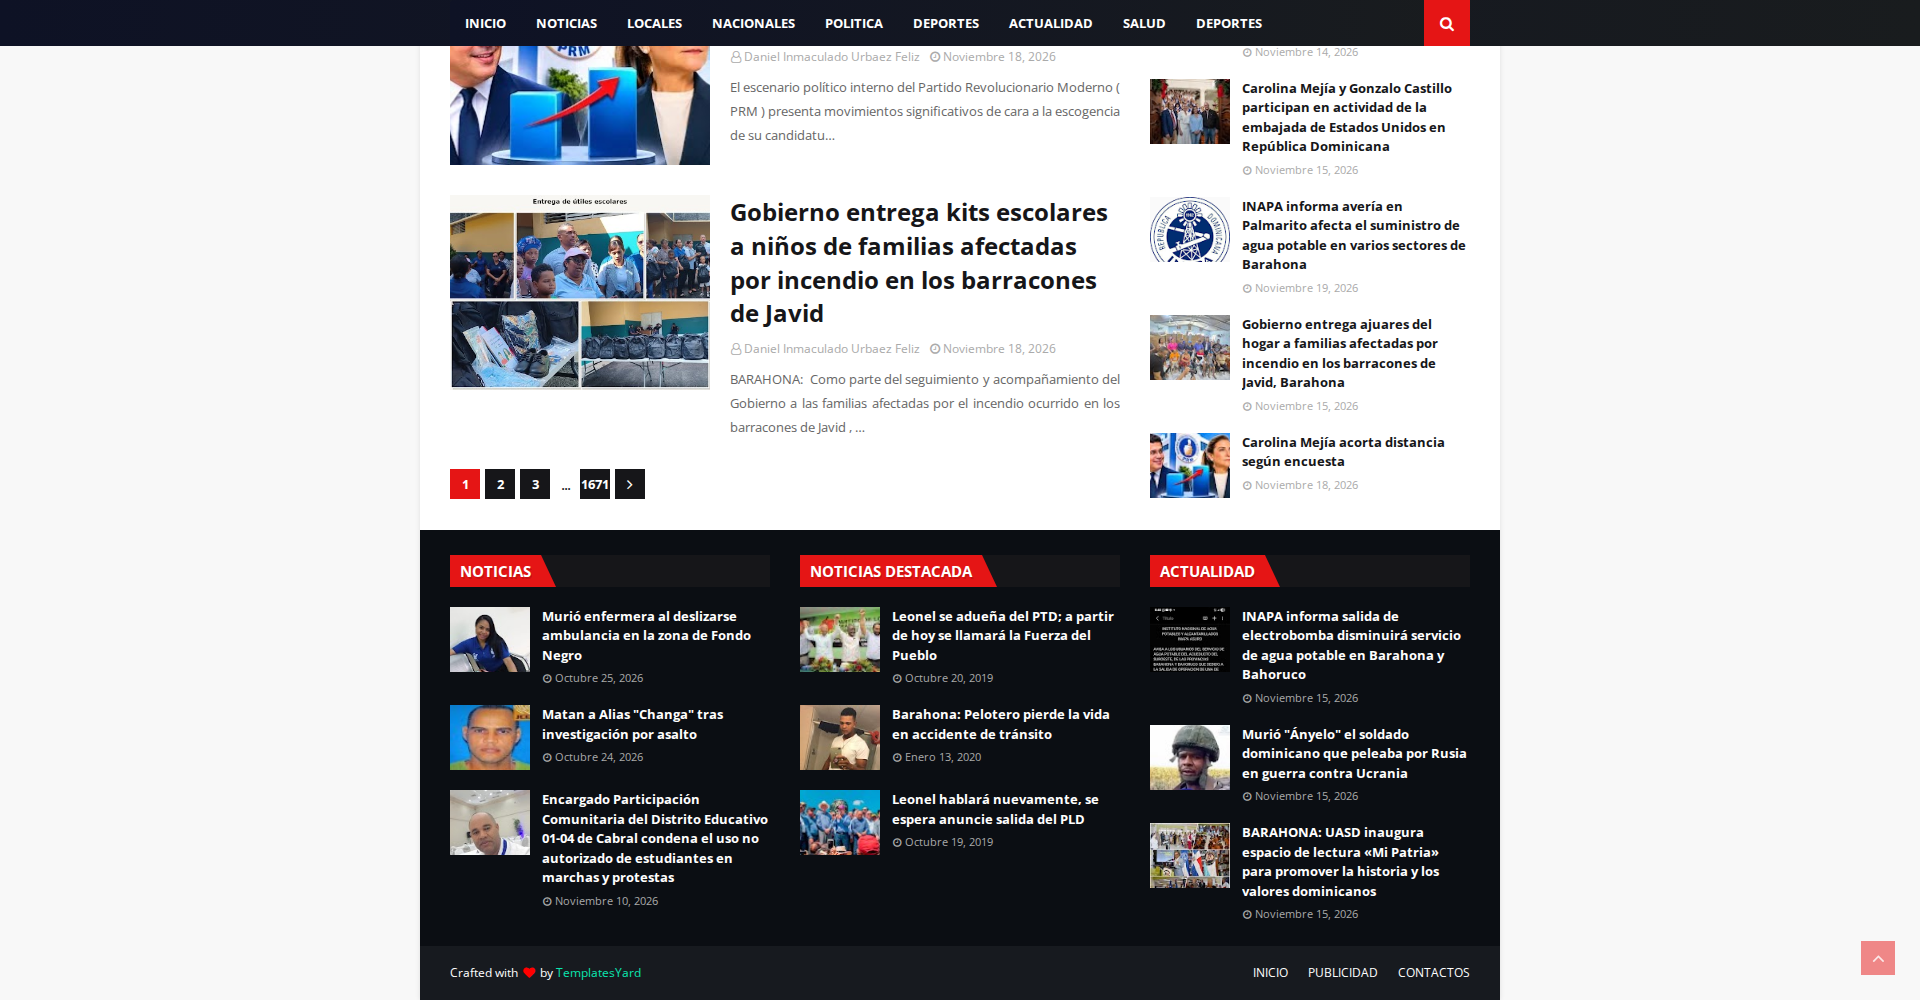 INICIO NOTICIAS LOCALES NACIONALES POLITICA DEPORTES ACTUALIDAD SALUD DEPORTES
PRM
Daniel Inmaculado Urbaez Feliz Noviembre 18, 2026
El escenario político interno del Partido Revolucionario Moderno (
PRM ) presenta movimientos significativos de cara a la escogencia
de su candidatu...
Entrega de útiles escolares
Gobierno entrega kits escolares
a niños de familias afectadas
por incendio en los barracones
de Javid
Daniel Inmaculado Urbaez Feliz Noviembre 18, 2026
BARAHONA: Como parte del seguimiento y acompañamiento del
Gobierno a las familias afectadas por el incendio ocurrido en los
barracones de Javid , ...
1 2 3 ... 1671
Noviembre 14, 2026
Carolina Mejía y Gonzalo Castillo
participan en actividad de la
embajada de Estados Unidos en
República Dominicana
Noviembre 15, 2026
INAPA informa avería en
Palmarito afecta el suministro de
agua potable en varios sectores de
Barahona
Noviembre 19, 2026
Gobierno entrega ajuares del
hogar a familias afectadas por
incendio en los barracones de
Javid, Barahona
Noviembre 15, 2026
Carolina Mejía acorta distancia
según encuesta
Noviembre 18, 2026
NOTICIAS
Murió enfermera al deslizarse
ambulancia en la zona de Fondo
Negro
Octubre 25, 2026
Matan a Alias "Changa" tras
investigación por asalto
Octubre 24, 2026
Encargado Participación
Comunitaria del Distrito Educativo
01-04 de Cabral condena el uso no
autorizado de estudiantes en
marchas y protestas
Noviembre 10, 2026
NOTICIAS DESTACADA
Leonel se adueña del PTD; a partir
de hoy se llamará la Fuerza del
Pueblo
Octubre 20, 2019
Barahona: Pelotero pierde la vida
en accidente de tránsito
Enero 13, 2020
Leonel hablará nuevamente, se
espera anuncie salida del PLD
Octubre 19, 2019
ACTUALIDAD
INAPA informa salida de
electrobomba disminuirá servicio
de agua potable en Barahona y
Bahoruco
Noviembre 15, 2026
Murió "Ányelo" el soldado
dominicano que peleaba por Rusia
en guerra contra Ucrania
Noviembre 15, 2026
BARAHONA: UASD inaugura
espacio de lectura «Mi Patria»
para promover la historia y los
valores dominicanos
Noviembre 15, 2026
Crafted with by TemplatesYard
INICIO PUBLICIDAD CONTACTOS